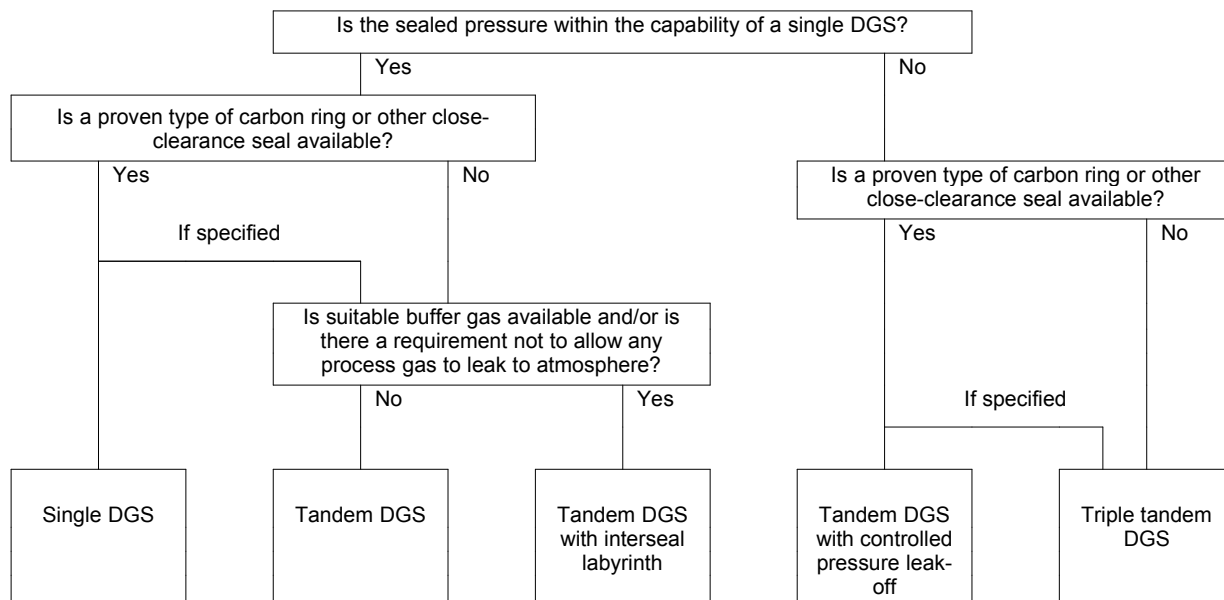 Is the sealed pressure within the capability of a single DGS?
Yes
No
Is a proven type of carbon ring or other close-
clearance seal available?
Yes
No
Is a proven type of carbon ring or other
close-clearance seal available?
Yes
No
If specified
Is suitable buffer gas available and/or is
there a requirement not to allow any
process gas to leak to atmosphere?
No
Yes
If specified
Single DGS
Tandem DGS
Tandem DGS
with interseal
labyrinth
Tandem DGS
with controlled
pressure leak-
off
Triple tandem
DGS